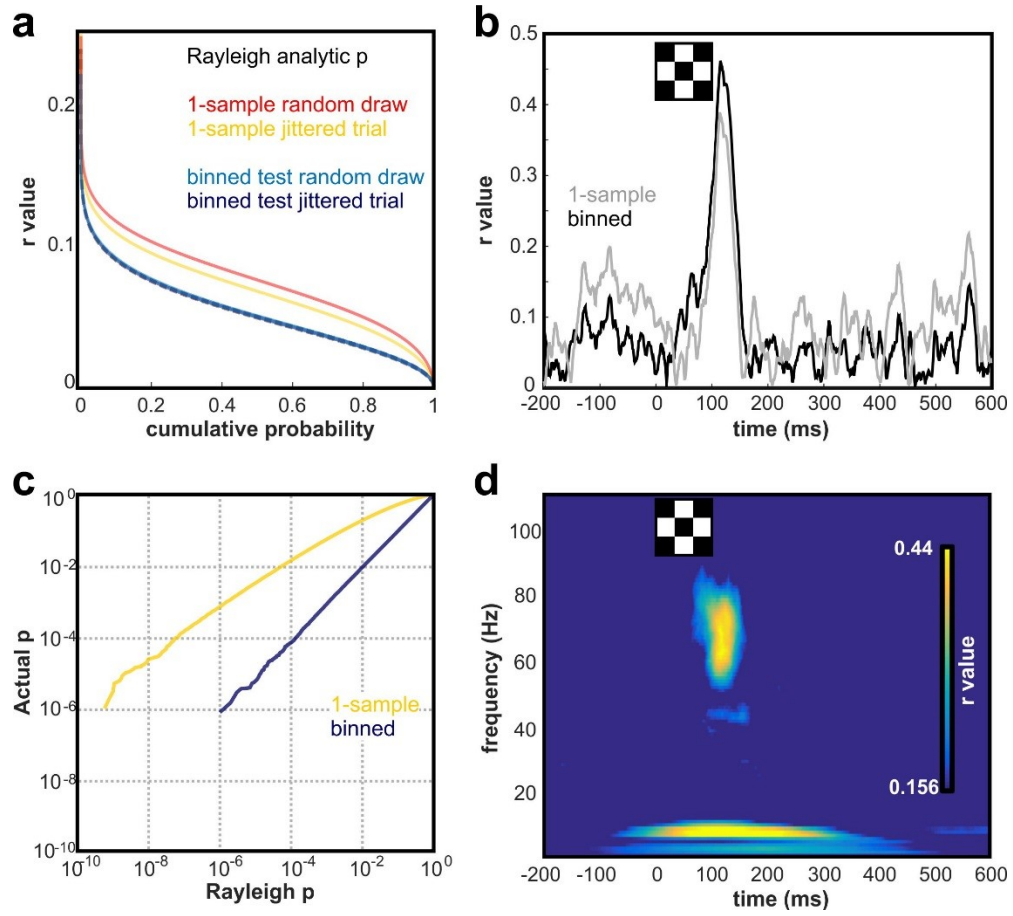 a
r value
0.2
0.1
0
Rayleigh analytic p
1-sample random draw
1-sample jittered trial
binned test random draw
binned test jittered trial
0 0.2 0.4 0.6 0.8 1
cumulative probability
b
r value
0.5
0.4
0.3
0.2
0.1
0
1-sample
binned
-200 -100 0 100 200 300 400 500 600
time (ms)
c
Actual p
10^0
10^-2
10^-4
10^-6
10^-8
10^-10
1-sample
binned
10^-10 10^-8 10^-6 10^-4 10^-2 10^0
Rayleigh p
d
frequency (Hz)
100
80
60
40
20
0.44
r value
0.156
-200 -100 0 100 200 300 400 500 600
time (ms)